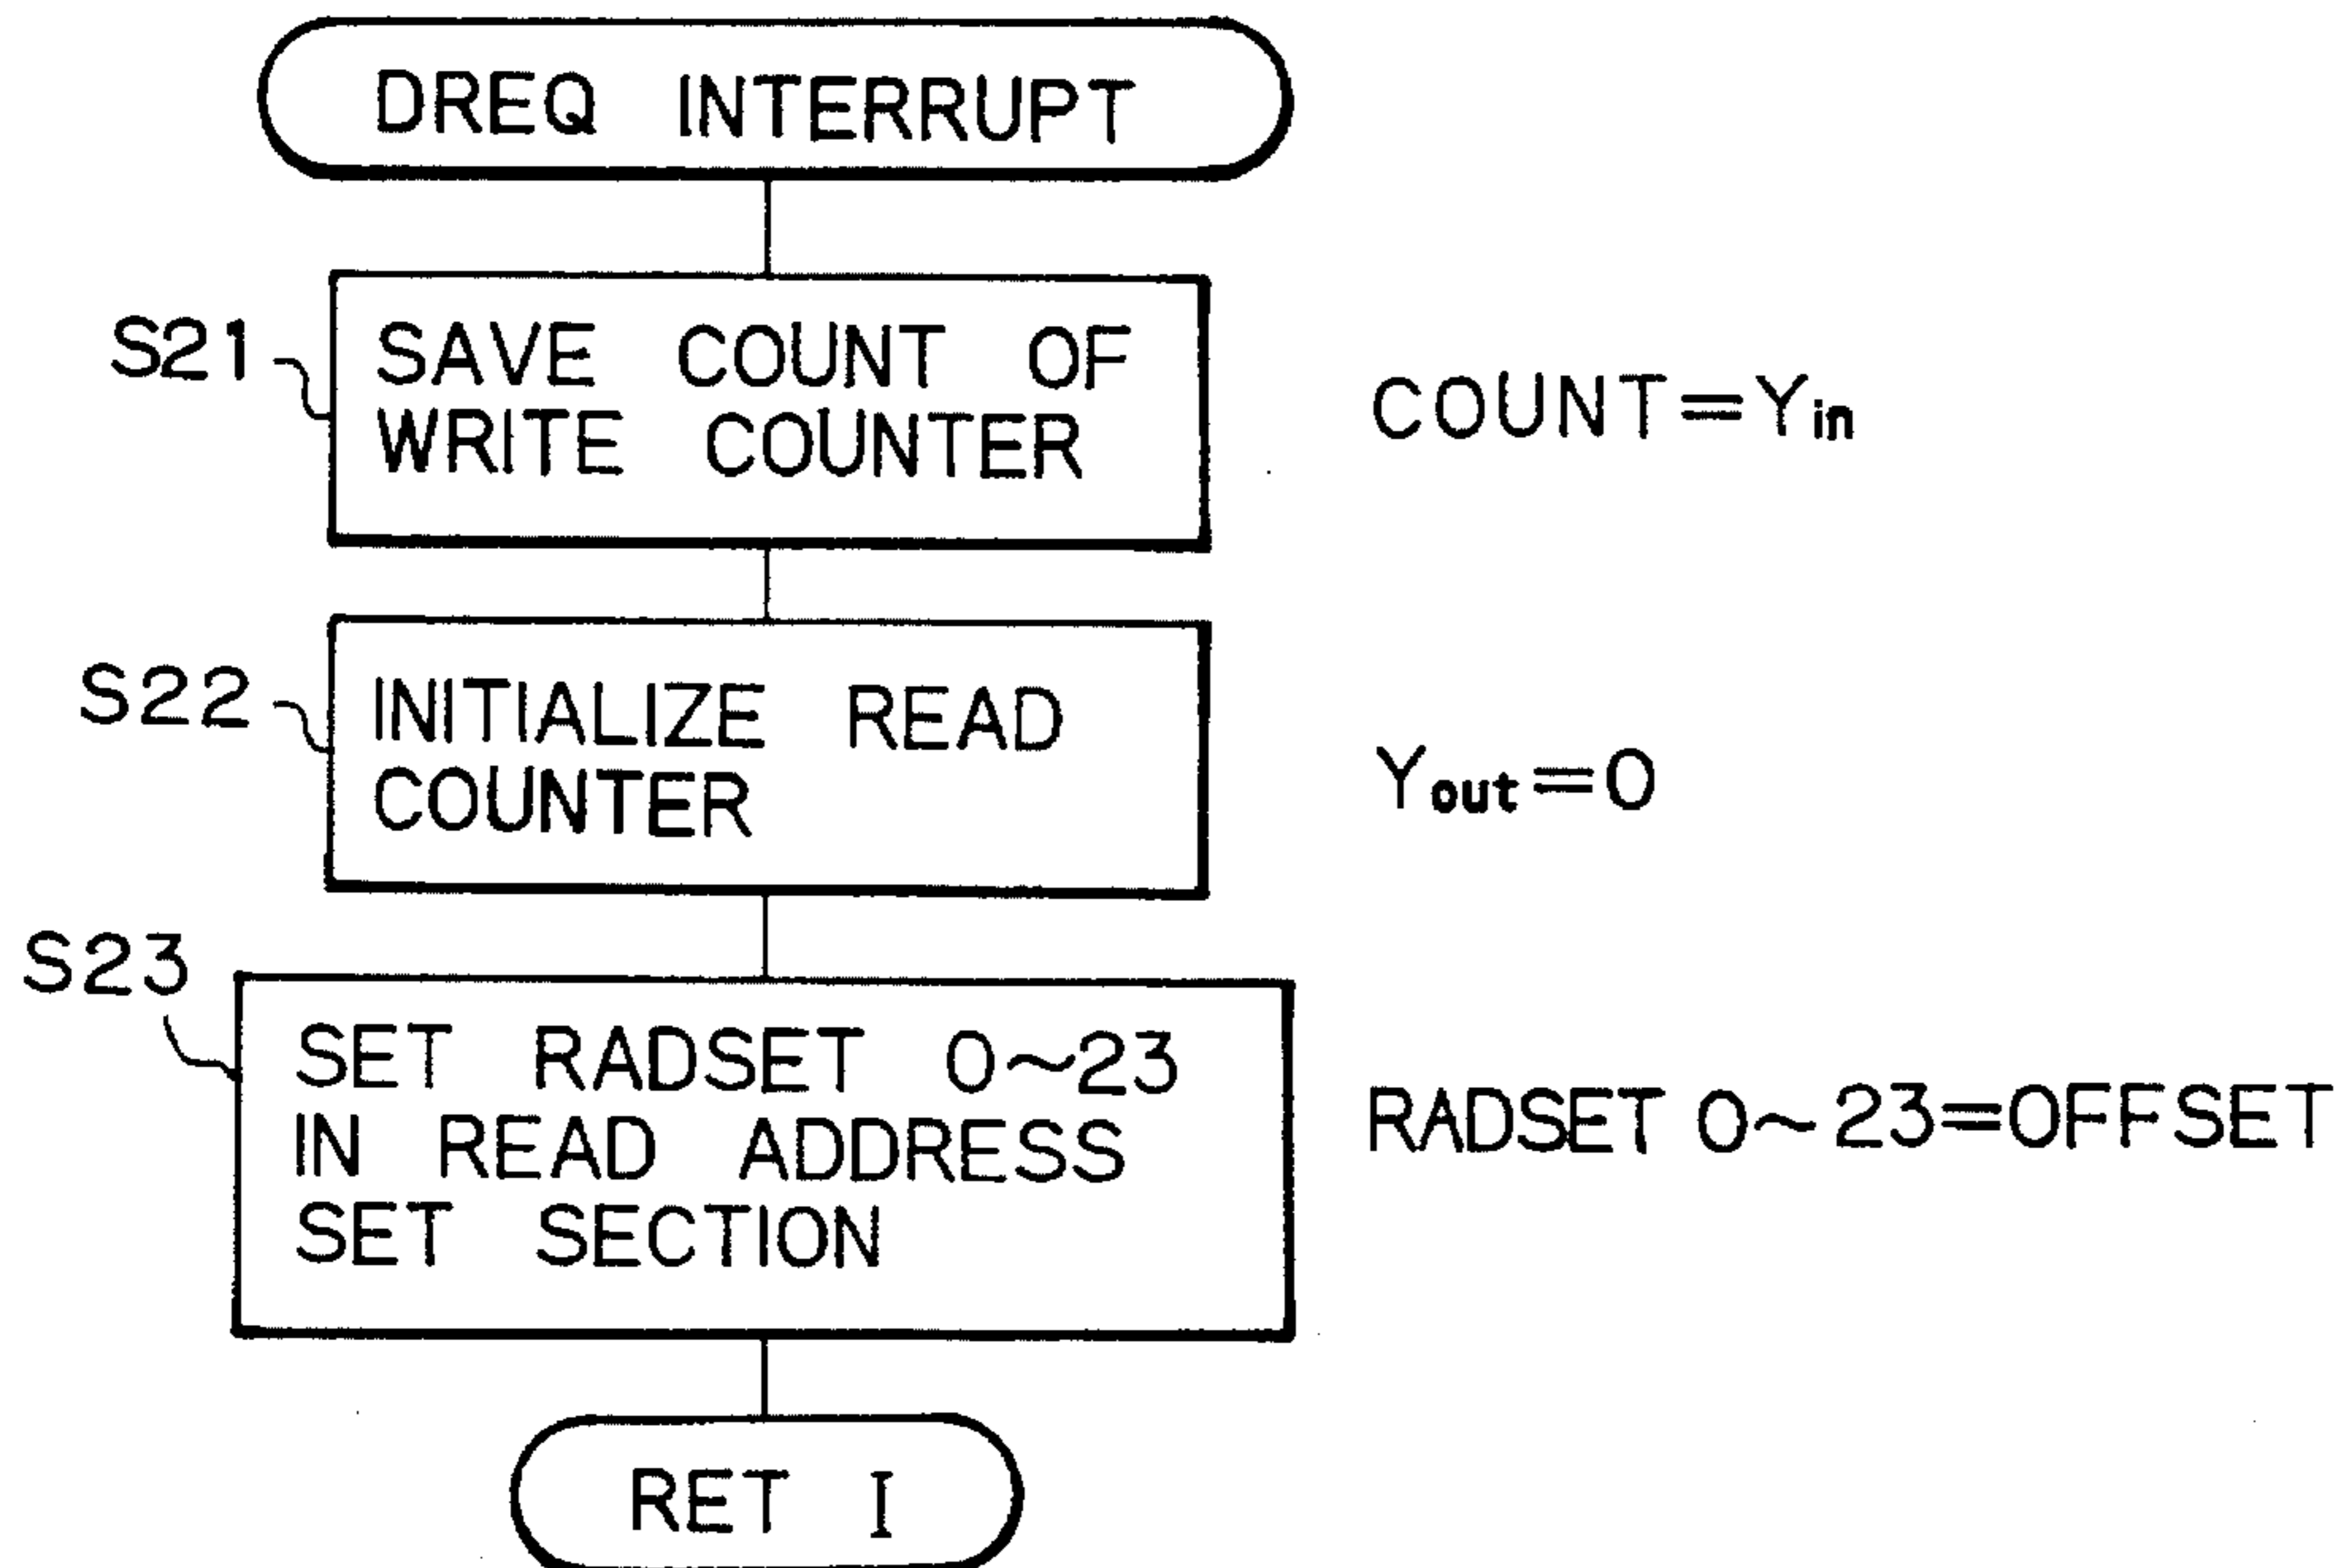 DREQ INTERRUPT
S21
SAVE COUNT OF
WRITE COUNTER
COUNT=Yin
S22
INITIALIZE READ
COUNTER
Yout=0
S23
SET RADSET 0~23
IN READ ADDRESS
SET SECTION
RADSET 0~23=OFFSET
RET I